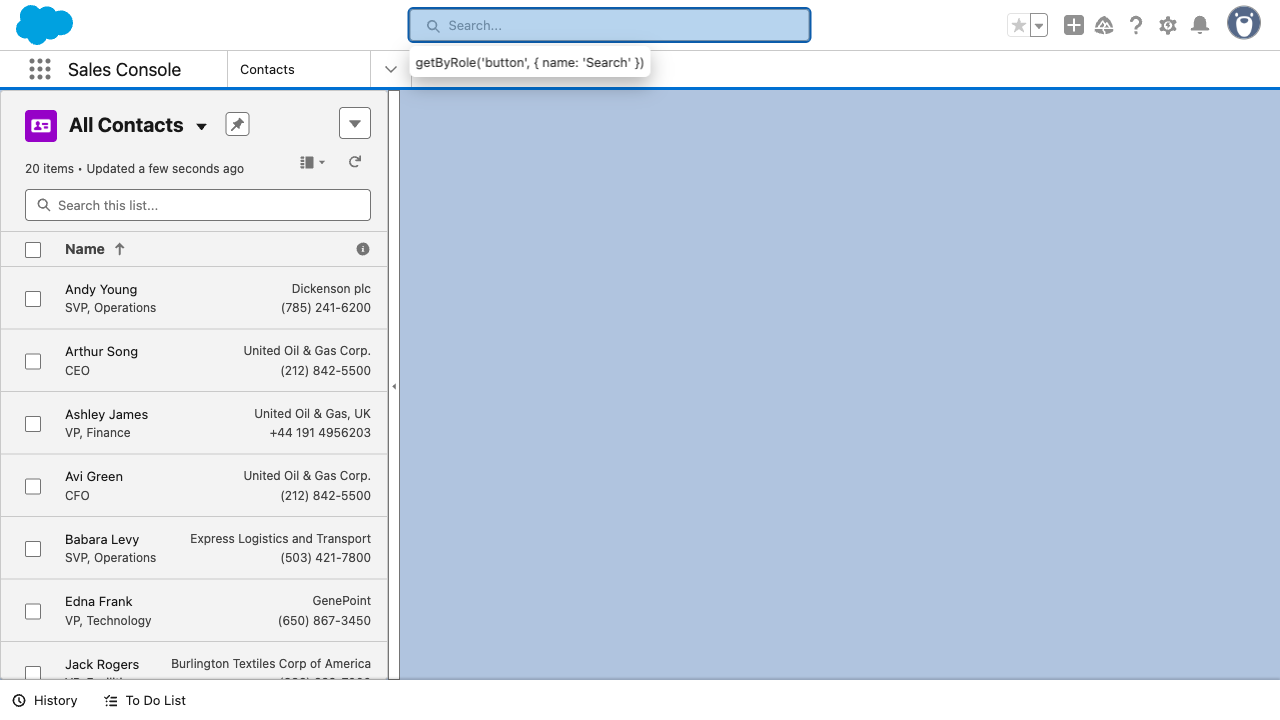 Search...
getByRole('button', { name: 'Search' })
Sales Console
Contacts
All Contacts
20 items • Updated a few seconds ago
Search this list...
Name
Andy Young
Dickenson plc
SVP, Operations
(785) 241-6200
Arthur Song
United Oil & Gas Corp.
CEO
(212) 842-5500
Ashley James
United Oil & Gas, UK
VP, Finance
+44 191 4956203
Avi Green
United Oil & Gas Corp.
CFO
(212) 842-5500
Babara Levy
Express Logistics and Transport
SVP, Operations
(503) 421-7800
Edna Frank
GenePoint
VP, Technology
(650) 867-3450
Jack Rogers
Burlington Textiles Corp of America
History
To Do List